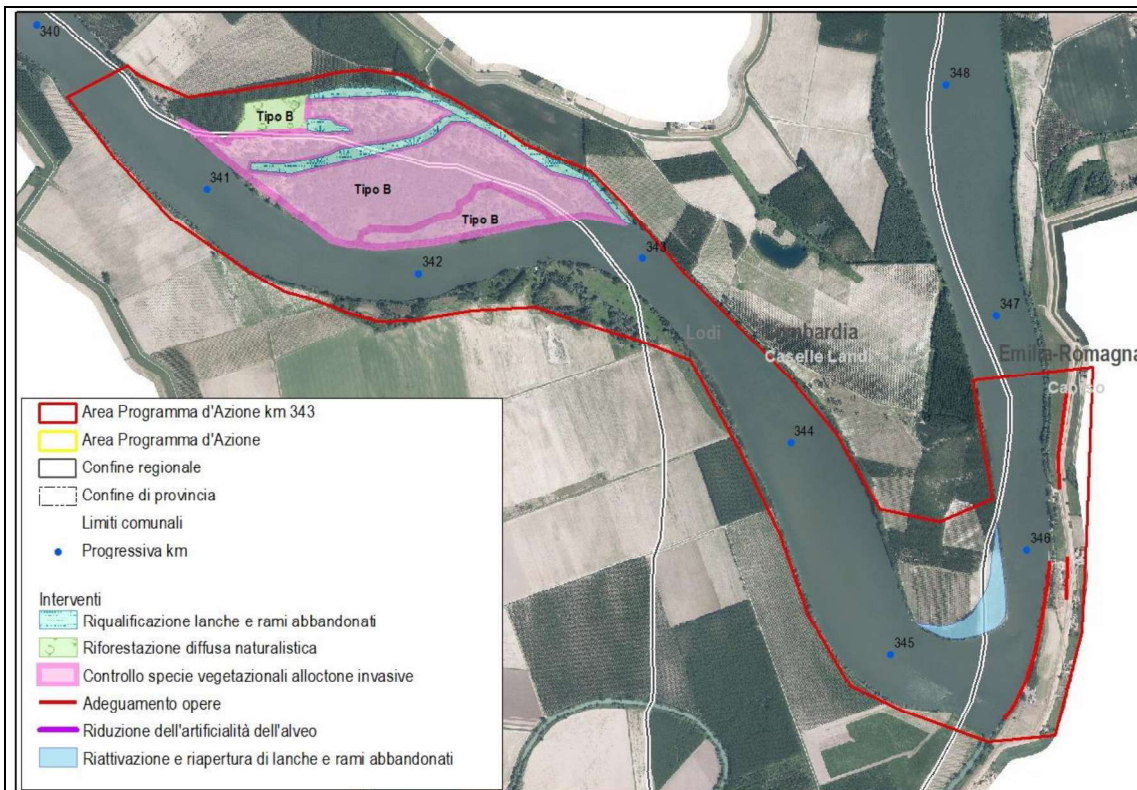 340
348
Tipo B
341
Tipo B
Tipo B
342
343
347
Lodi
Lombardia
Caselle Landi
Emilia-Romagna
Caorso
344
346
345
Area Programma d'Azione km 343
Area Programma d'Azione
Confine regionale
Confine di provincia
Limiti comunali
Progressiva km
Interventi
Riqualificazione lanche e rami abbandonati
Riforestazione diffusa naturalistica
Controllo specie vegetazionali alloctone invasive
Adeguamento opere
Riduzione dell'artificialità dell'alveo
Riattivazione e riapertura di lanche e rami abbandonati